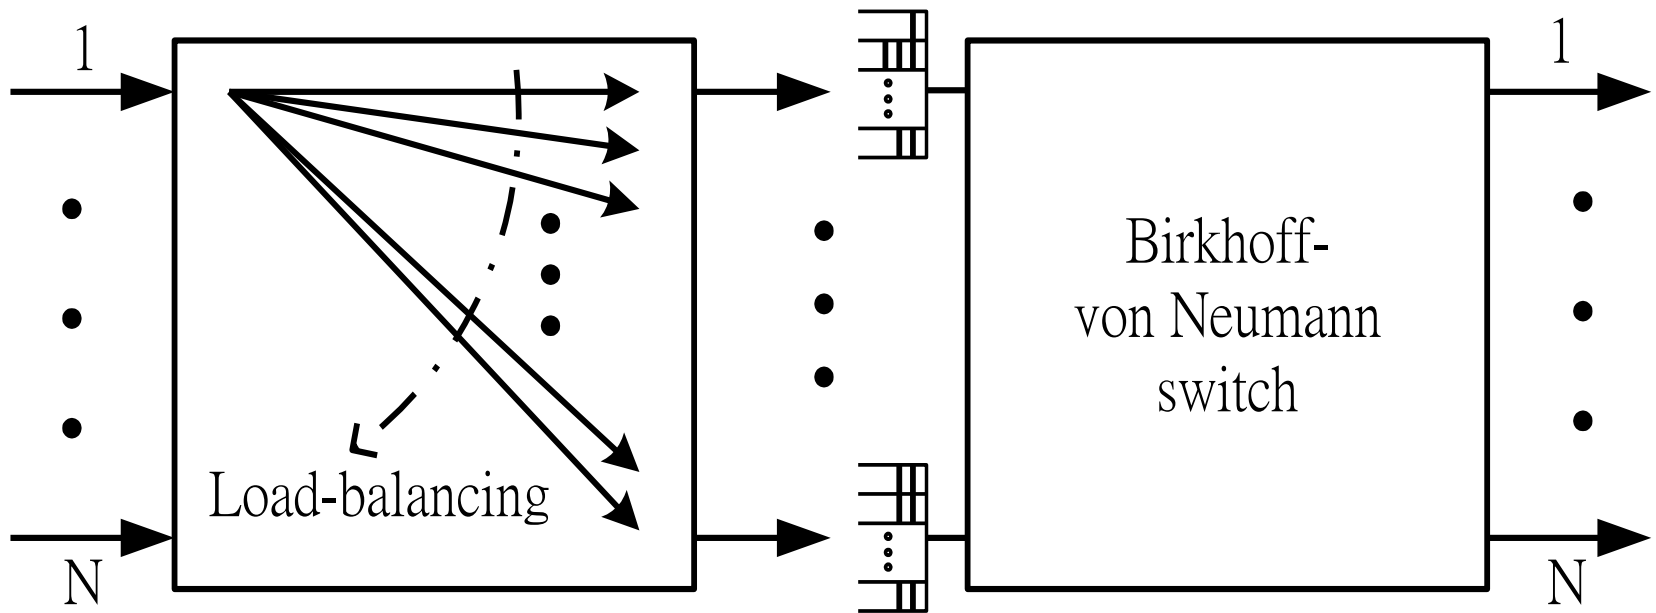 1
1
Birkhoff-
von Neumann
switch
Load-balancing
N
N